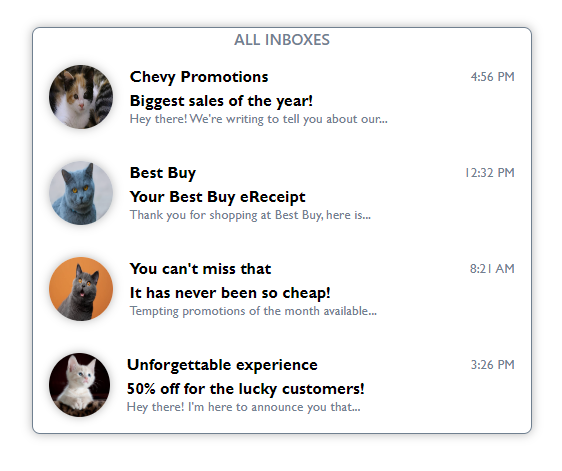 ALL INBOXES
Chevy Promotions 4:56 PM
Biggest sales of the year!
Hey there! We're writing to tell you about our...
Best Buy 12:32 PM
Your Best Buy eReceipt
Thank you for shopping at Best Buy, here is...
You can't miss that 8:21 AM
It has never been so cheap!
Tempting promotions of the month available...
Unforgettable experience 3:26 PM
50% off for the lucky customers!
Hey there! I'm here to announce you that...